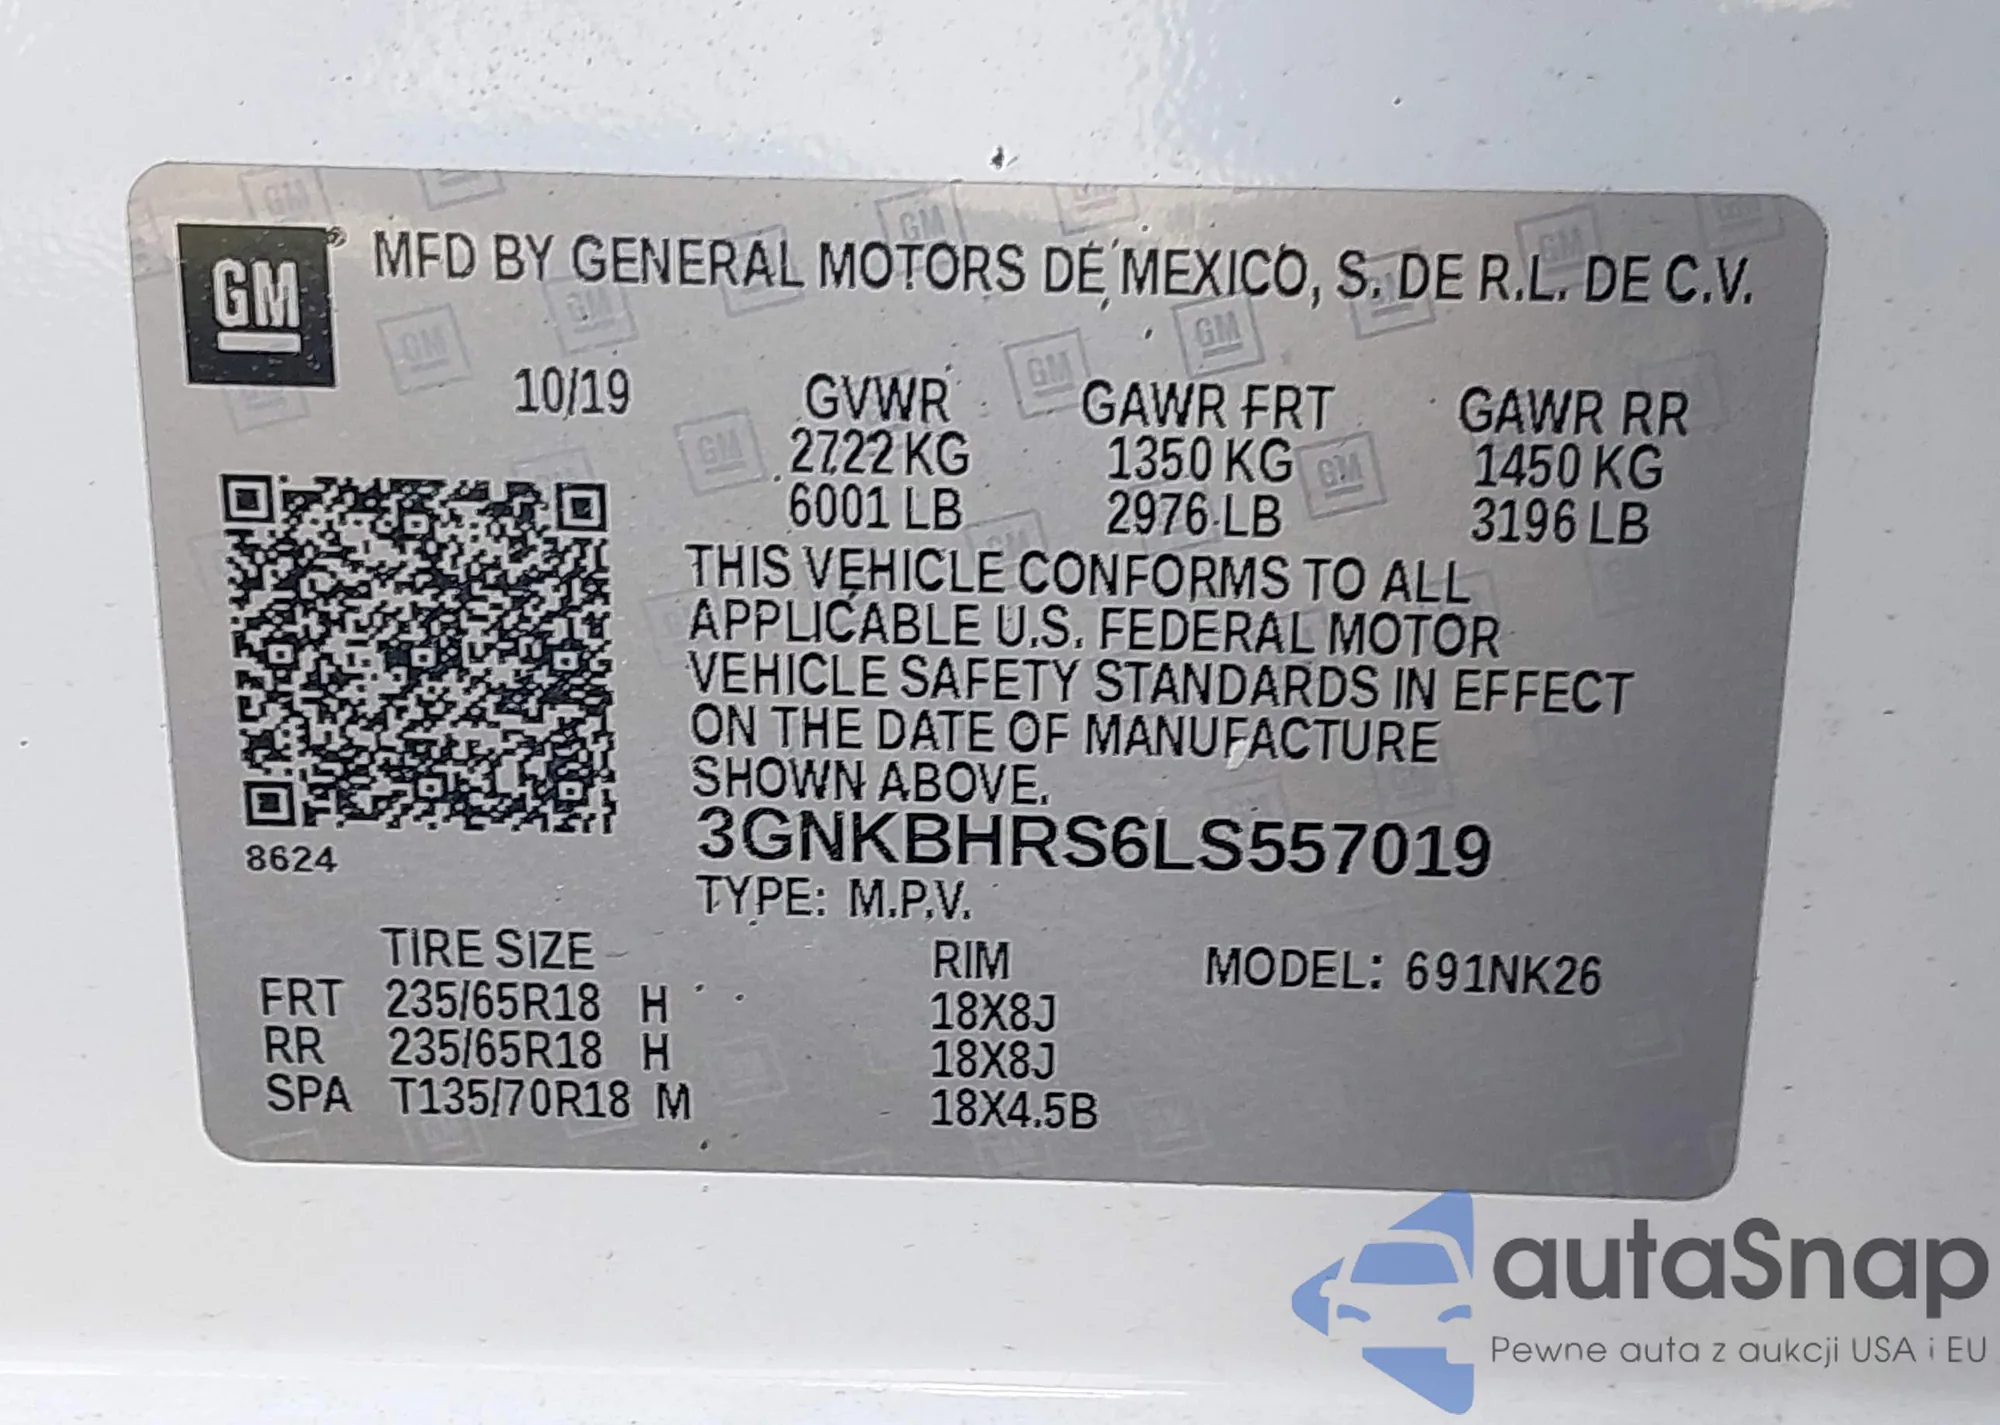 GM
MFD BY GENERAL MOTORS DE MEXICO, S. DE R.L. DE C.V.
10/19 GVWR GAWR FRT GAWR RR
2722 KG 1350 KG 1450 KG
6001 LB 2976 LB 3196 LB
THIS VEHICLE CONFORMS TO ALL
APPLICABLE U.S. FEDERAL MOTOR
VEHICLE SAFETY STANDARDS IN EFFECT
ON THE DATE OF MANUFACTURE
SHOWN ABOVE.
3GNKBHRS6LS557019
8624
TYPE: M.P.V.
TIRE SIZE RIM MODEL: 691NK26
FRT 235/65R18 H 18X8J
RR 235/65R18 H 18X8J
SPA T135/70R18 M 18X4.5B
autaSnap
Pewne auta z aukcji USA i EU